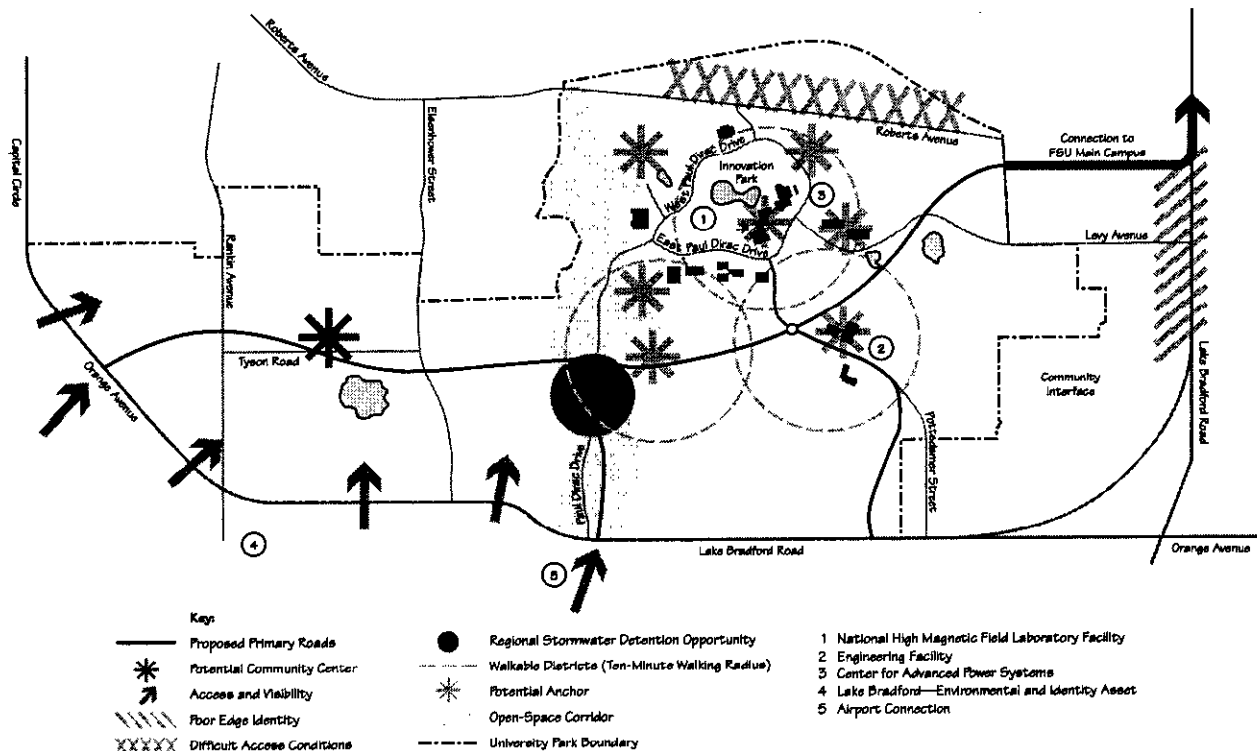 Roberts Avenue
Capital Circle
Eisenhower Street
Rankin Avenue
West Paul Dirac Drive
Innovation
Park
Roberts Avenue
Connection to
FSU Main Campus
1
3
East Paul Dirac Drive
Levy Avenue
Tyson Road
Orange Avenue
2
Community
Interface
Lake Bradford Road
Pottsdamer Street
Paul Dirac Drive
4
5
Lake Bradford Road
Orange Avenue
Key:
Proposed Primary Roads
Potential Community Center
Access and Visibility
Poor Edge Identity
Difficult Access Conditions
Regional Stormwater Detention Opportunity
Walkable Districts (Ten-Minute Walking Radius)
Potential Anchor
Open-Space Corridor
University Park Boundary
1 National High Magnetic Field Laboratory Facility
2 Engineering Facility
3 Center for Advanced Power Systems
4 Lake Bradford—Environmental and Identity Asset
5 Airport Connection